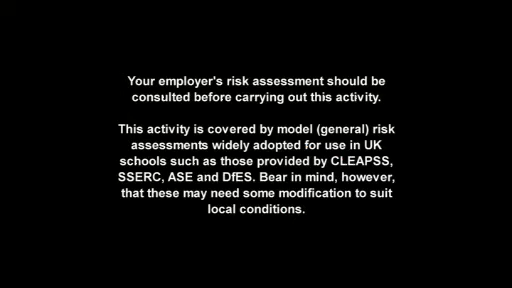 Your employer's risk assessment should be
consulted before carrying out this activity.
This activity is covered by model (general) risk
assessments widely adopted for use in UK
schools such as those provided by CLEAPSS,
SSERC, ASE and DfES. Bear in mind, however,
that these may need some modification to suit
local conditions.